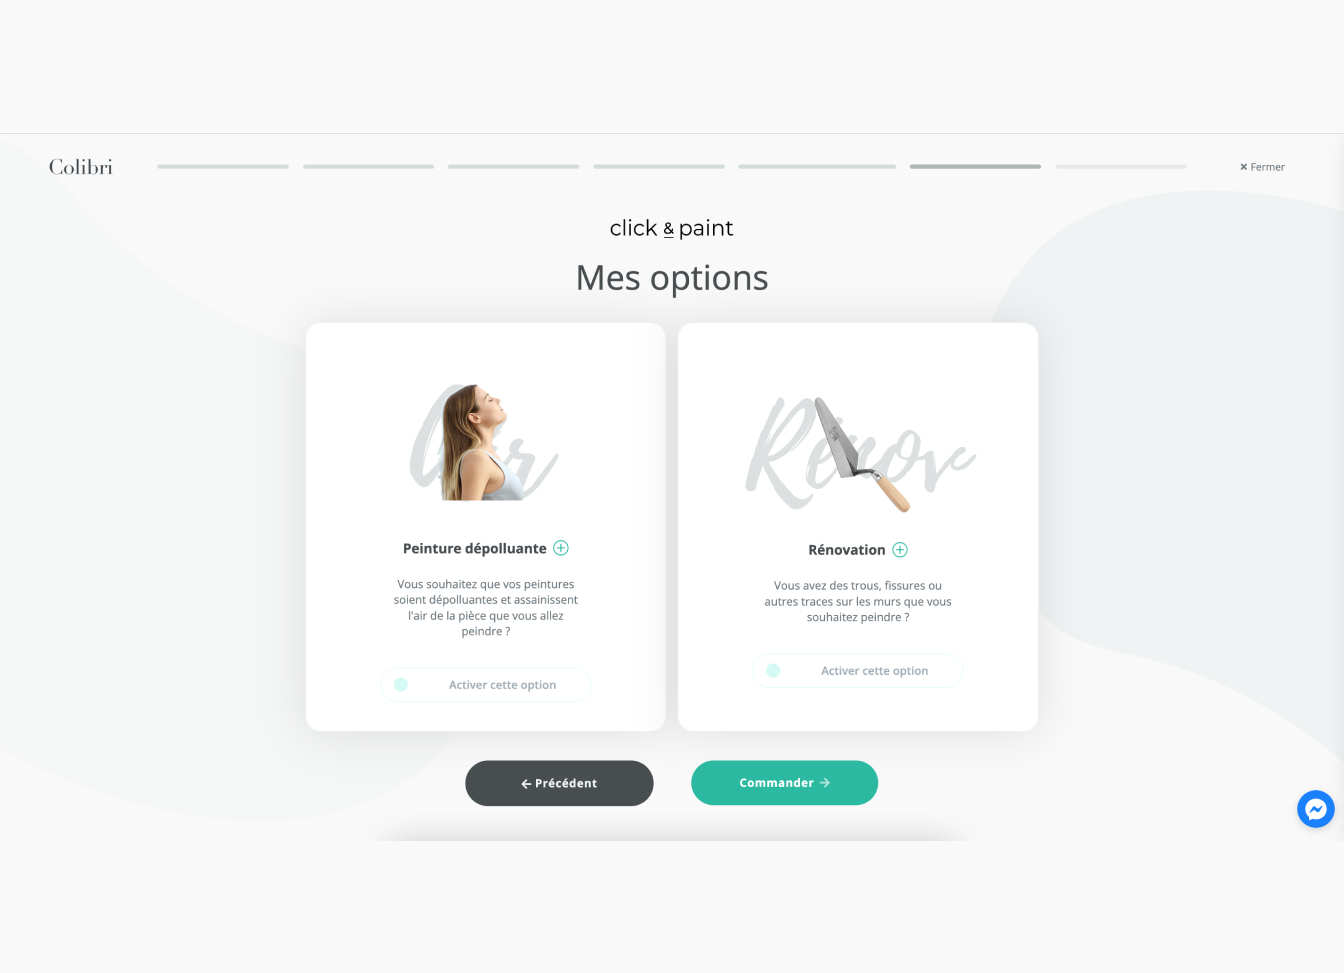 Colibri
× Fermer
click & paint
Mes options
Air
Rénov
Peinture dépolluante
Vous souhaitez que vos peintures
soient dépolluantes et assainissent
l'air de la pièce que vous allez
peindre ?
Activer cette option
Rénovation
Vous avez des trous, fissures ou
autres traces sur les murs que vous
souhaitez peindre ?
Activer cette option
← Précédent
Commander →